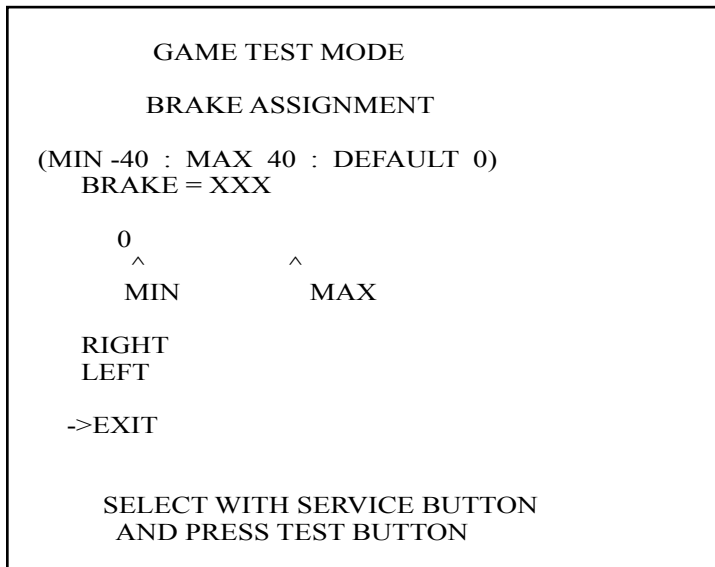 GAME TEST MODE
BRAKE ASSIGNMENT
(MIN -40 : MAX 40 : DEFAULT 0)
BRAKE = XXX
0
^ ^
MIN MAX
RIGHT
LEFT
->EXIT
SELECT WITH SERVICE BUTTON
AND PRESS TEST BUTTON